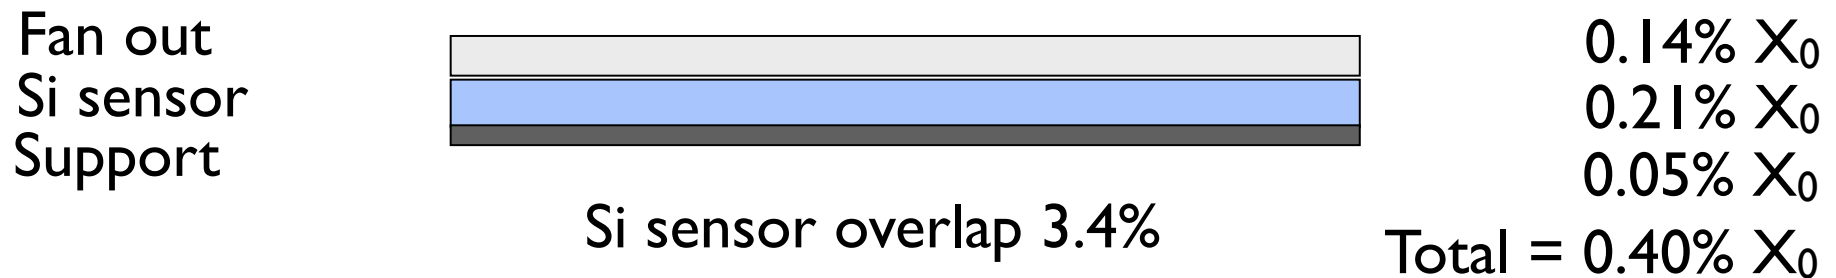 Fan out 0.14% X₀
Si sensor 0.21% X₀
Support 0.05% X₀
Si sensor overlap 3.4%
Total = 0.40% X₀